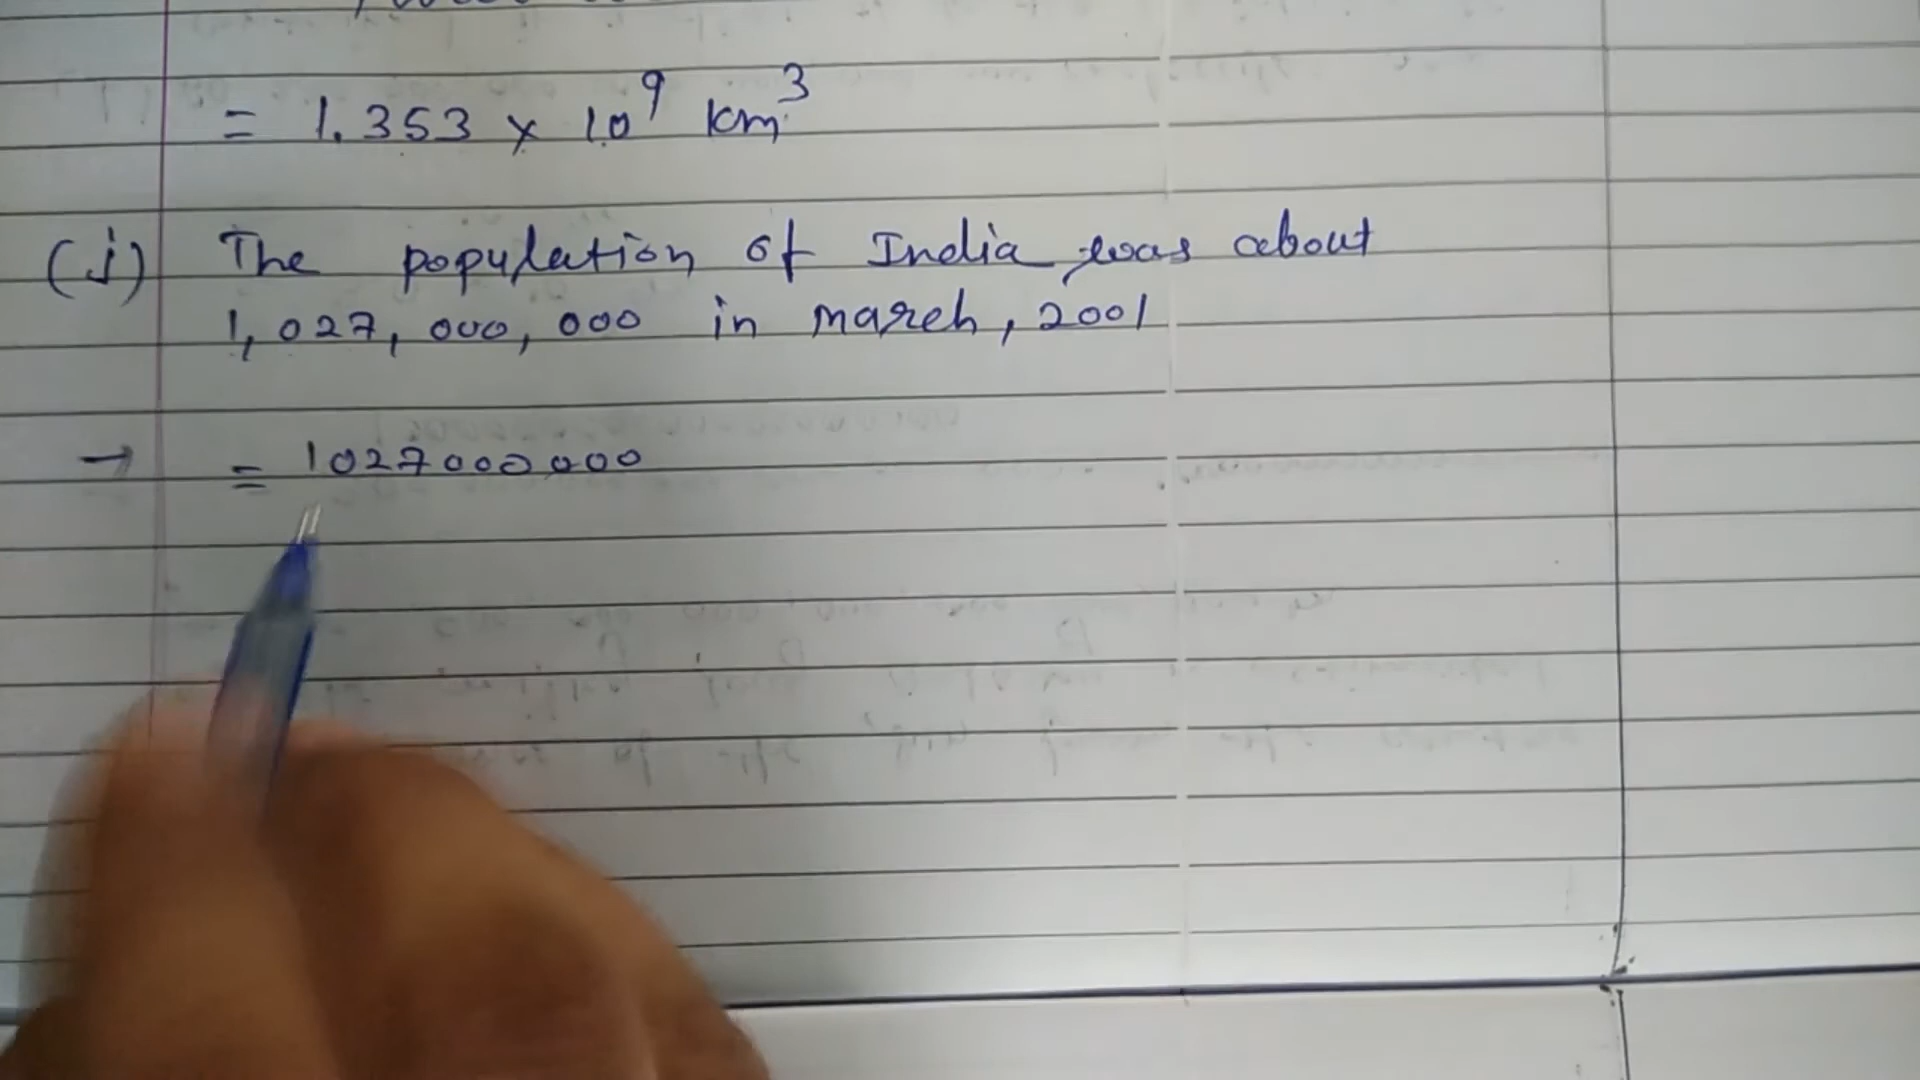 = 1.353 × 10⁹ km³
(j) The population of India was about
1,027,000,000 in march, 2001
→ = 1027000000